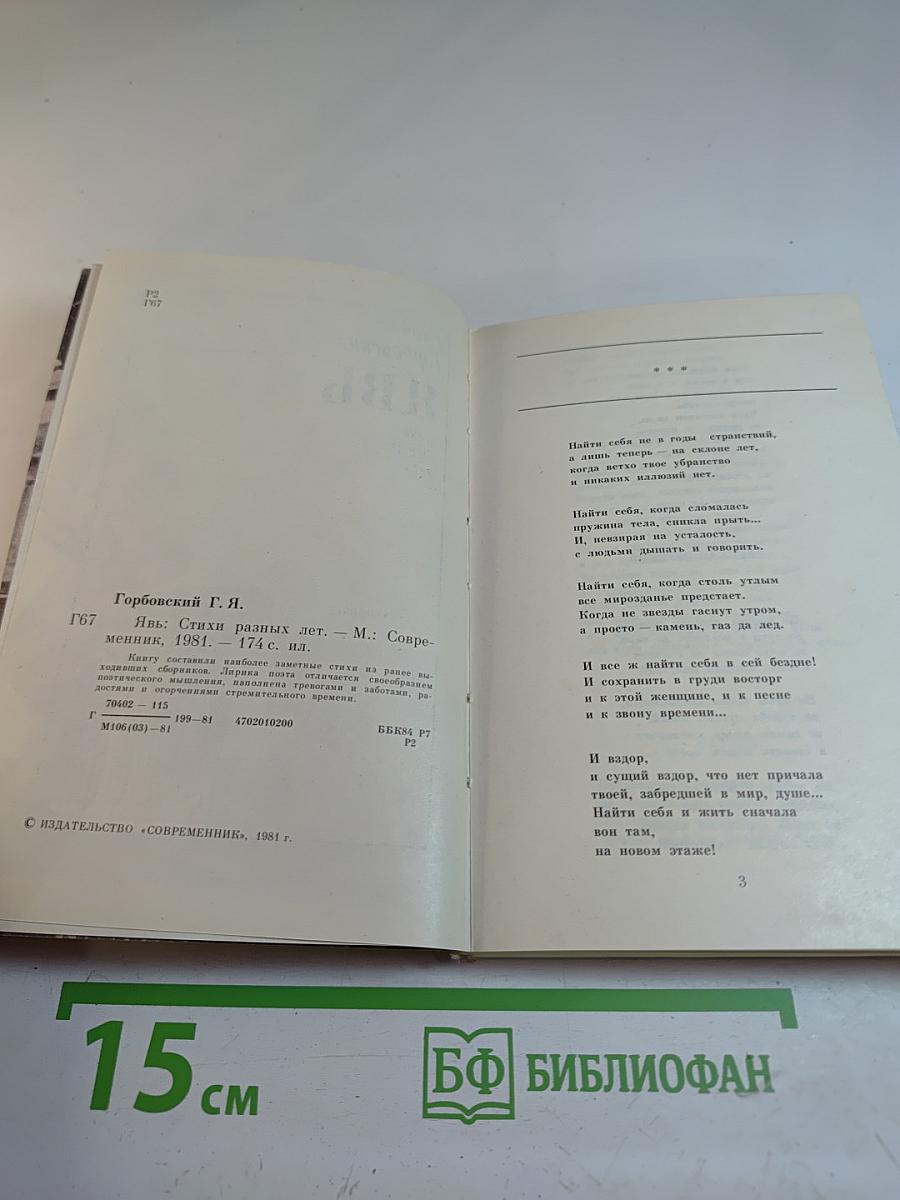 Р2
Г67
Горбовский Г. Я.
Г67 Явь: Стихи разных лет. — М.: Совре-
менник, 1981. — 174 с. ил.
Книгу составили наиболее заметные стихи из ранее вы-
ходивших сборников. Лирика поэта отличается своеобразием
поэтического мышления, наполнена тревогами и заботами, ра-
достями и огорчениями стремительного времени.
70402 — 115
Г 199—81 4702010200
М106(03)—81
ББК84 Р7
Р2
© ИЗДАТЕЛЬСТВО «СОВРЕМЕННИК», 1981 г.
* * *
Найти себя не в годы странствий,
а лишь теперь — на склоне лет,
когда ветхо твое убранство
и никаких иллюзий нет.
Найти себя, когда сломалась
пружина тела, сникла прыть...
И, невзирая на усталость,
с людьми дышать и говорить.
Найти себя, когда столь утлым
все мирозданье предстает.
Когда не звезды гаснут утром,
а просто — камень, газ да лед.
И все ж найти себя в сей бездне!
И сохранить в груди восторг
и к этой женщине, и к песне
и к звону времени...
И вздор,
и сущий вздор, что нет причала
твоей, забредшей в мир, душе...
Найти себя и жить сначала
вон там,
на новом этаже!
3
15 см
БФ БИБЛИОФАН